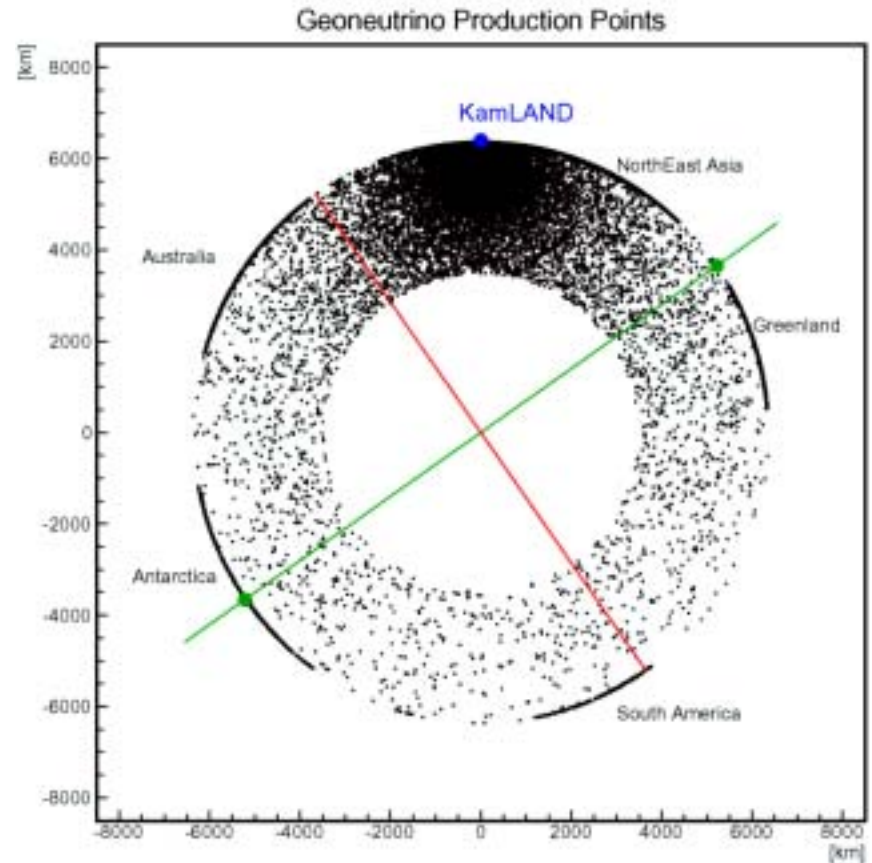 Geoneutrino Production Points
[km]
8000
6000
4000
2000
0
-2000
-4000
-6000
-8000
KamLAND
NorthEast Asia
Australia
Greenland
Antarctica
South America
-8000 -6000 -4000 -2000 0 2000 4000 6000 8000
[km]